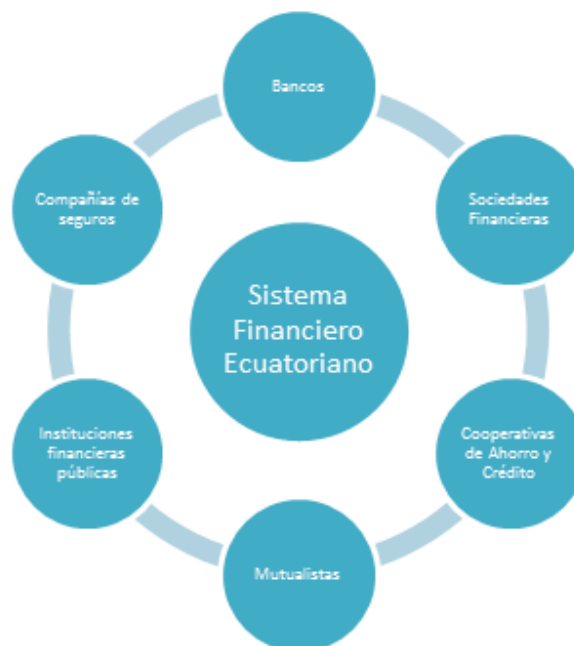 Bancos
Sociedades
Financieras
Cooperativas
de Ahorro y
Crédito
Mutualistas
Instituciones
financieras
públicas
Compañías de
seguros
Sistema
Financiero
Ecuatoriano